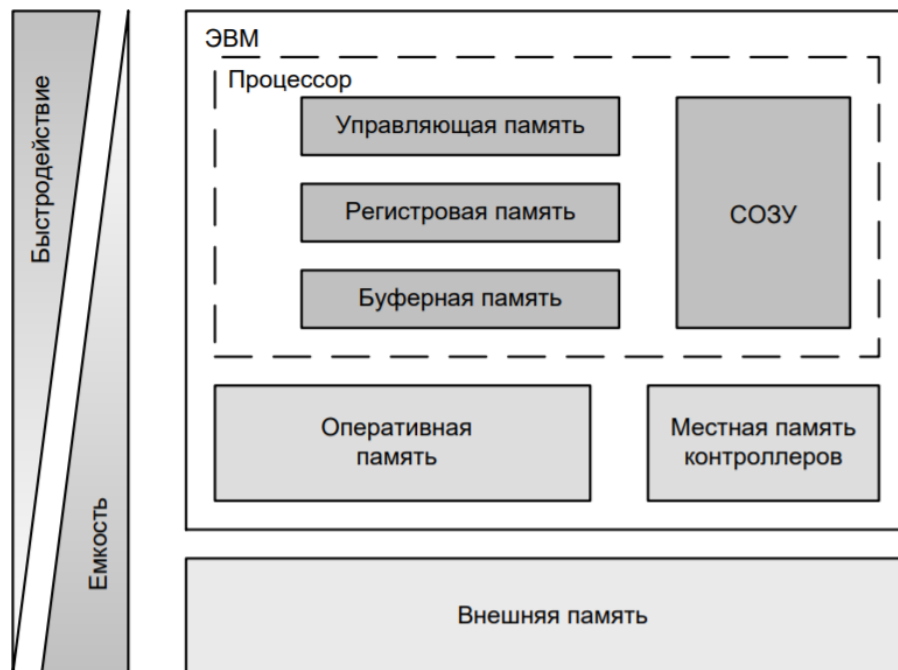 Быстродействие
Емкость
ЭВМ
Процессор
Управляющая память
Регистровая память
Буферная память
СОЗУ
Оперативная
память
Местная память
контроллеров
Внешняя память